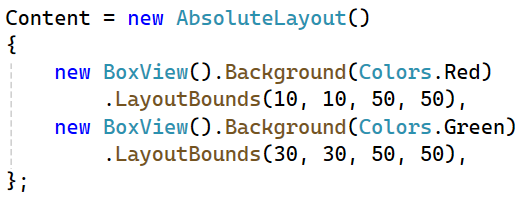 Content = new AbsoluteLayout()
{
    new BoxView().Background(Colors.Red)
        .LayoutBounds(10, 10, 50, 50),
    new BoxView().Background(Colors.Green)
        .LayoutBounds(30, 30, 50, 50),
};